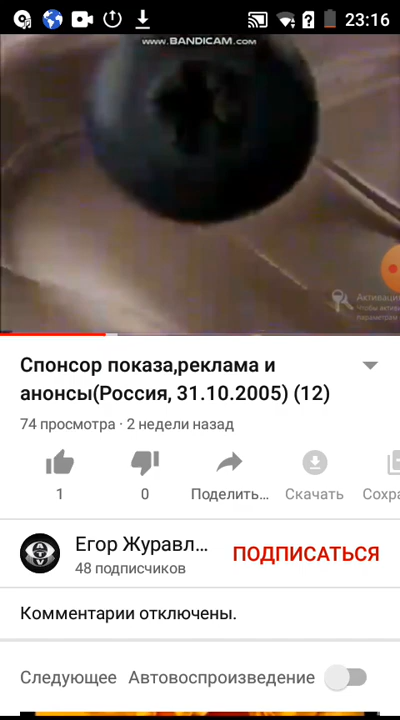 23:16
WWW.BANDICAM.COM
Активаци
Спонсор показа,реклама и
анонсы(Россия, 31.10.2005) (12)
74 просмотра · 2 недели назад
1
0
Поделить…
Скачать
Сохра
Егор Журавл…
ПОДПИСАТЬСЯ
48 подписчиков
Комментарии отключены.
Следующее
Автовоспроизведение